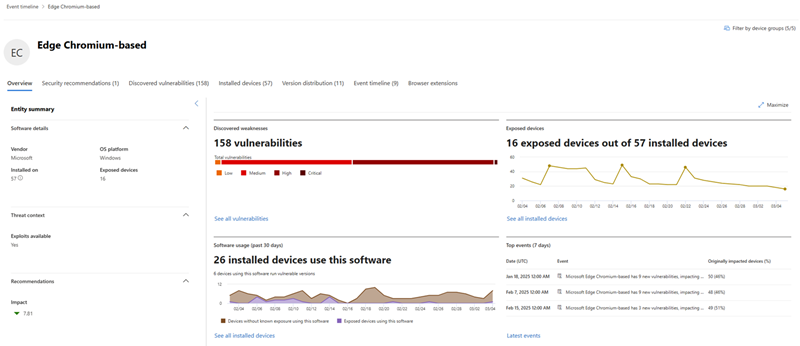 Event timeline > Edge Chromium-based
Filter by device groups (5/5)
EC
Edge Chromium-based
Overview Security recommendations (1) Discovered vulnerabilities (158) Installed devices (57) Version distribution (11) Event timeline (9) Browser extensions
Entity summary
Software details
Vendor OS platform
Microsoft Windows
Installed on Exposed devices
57 16
Threat context
Exploits available
Yes
Recommendations
Impact
7.81
Maximize
Discovered weaknesses
158 vulnerabilities
Total vulnerabilities
Low Medium High Critical
See all vulnerabilities
Exposed devices
16 exposed devices out of 57 installed devices
60
40
20
0
02/04 02/06 02/08 02/10 02/12 02/14 02/16 02/18 02/20 02/22 02/24 02/26 02/28 03/02 03/04
See all installed devices
Software usage (past 30 days)
26 installed devices use this software
6 devices using this software run vulnerable versions
12
0
02/04 02/06 02/08 02/10 02/12 02/14 02/16 02/18 02/20 02/22 02/24 02/26 02/28 03/02 03/04
Devices without known exposure using this software Exposed devices using this software
See all installed devices
Top events (7 days)
Date (UTC) Event Originally impacted devices (%)
Jan 18, 2025 12:00 AM Microsoft Edge Chromium-based has 9 new vulnerabilities, impacting ... 50 (46%)
Feb 7, 2025 12:00 AM Microsoft Edge Chromium-based has 9 new vulnerabilities, impacting ... 48 (46%)
Feb 15, 2025 12:00 AM Microsoft Edge Chromium-based has 3 new vulnerabilities, impacting ... 49 (51%)
Latest events